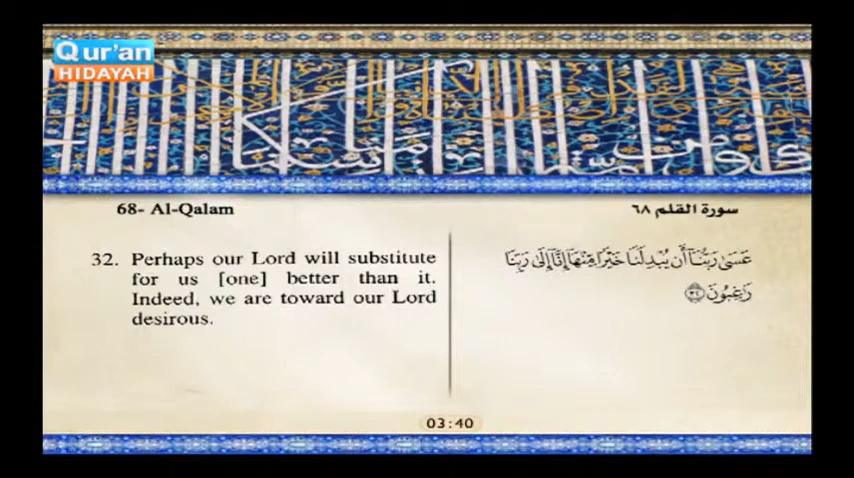 Qur'an
HIDAYAH
68- Al-Qalam
سورة القلم ٦٨
32. Perhaps our Lord will substitute
for us [one] better than it.
Indeed, we are toward our Lord
desirous.
عَسَىٰ رَبُّنَآ أَن يُبْدِلَنَا خَيْرًا مِّنْهَآ إِنَّآ إِلَىٰ رَبِّنَا
رَٰغِبُونَ ٣٢
03:40